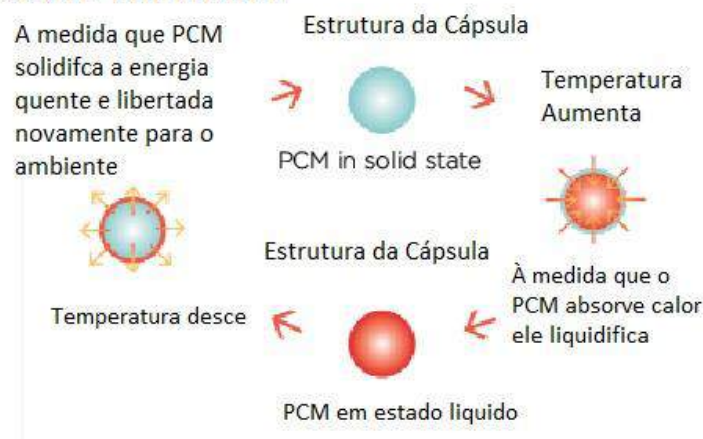 A medida que PCM
solidifca a energia
quente e libertada
novamente para o
ambiente
Estrutura da Cápsula
PCM in solid state
Temperatura
Aumenta
À medida que o
PCM absorve calor
ele liquidifica
Estrutura da Cápsula
PCM em estado liquido
Temperatura desce